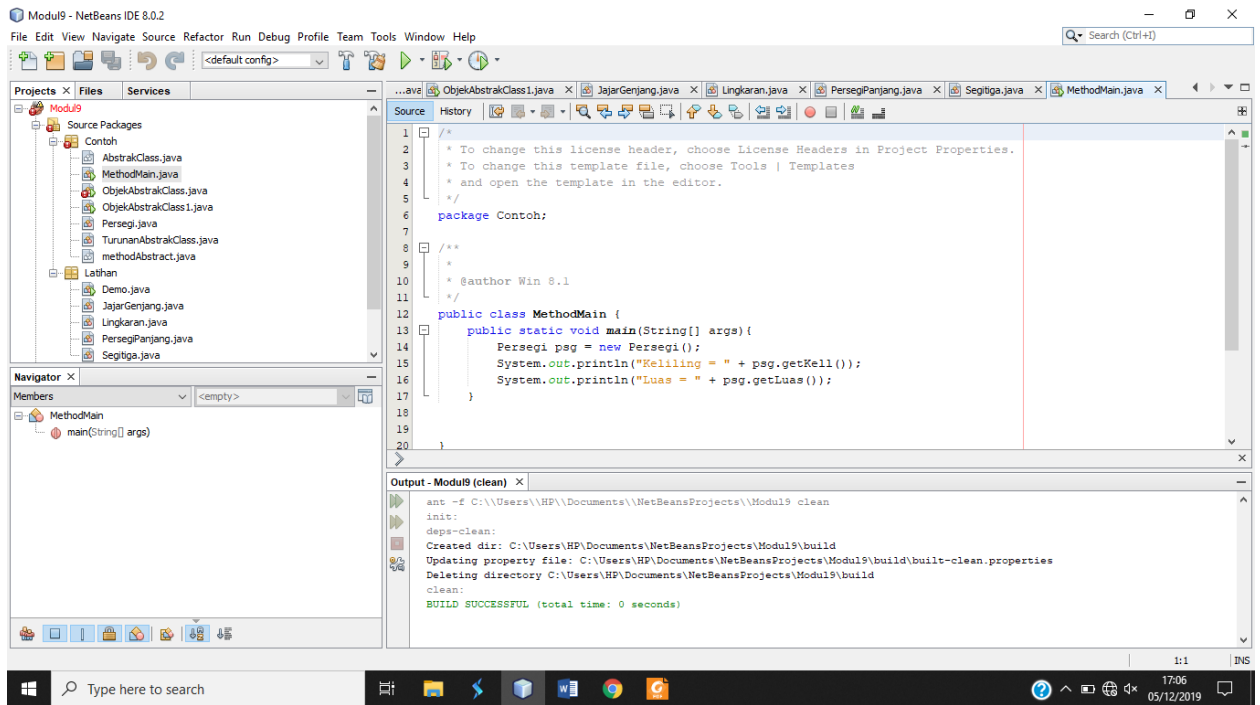 Modul9 - NetBeans IDE 8.0.2
File Edit View Navigate Source Refactor Run Debug Profile Team Tools Window Help
Search (Ctrl+I)
<default config>
Projects Files Services
Modul9
Source Packages
Contoh
AbstrakClass.java
MethodMain.java
ObjekAbstrakClass.java
ObjekAbstrakClass1.java
Persegi.java
TurunanAbstrakClass.java
methodAbstract.java
Latihan
Demo.java
JajarGenjang.java
Lingkaran.java
PersegiPanjang.java
Segitiga.java
Navigator
Members <empty>
MethodMain
main(String[] args)
...ava ObjekAbstrakClass1.java JajarGenjang.java Lingkaran.java PersegiPanjang.java Segitiga.java MethodMain.java
Source History
1 /*
2 * To change this license header, choose License Headers in Project Properties.
3 * To change this template file, choose Tools | Templates
4 * and open the template in the editor.
5 */
6 package Contoh;
7
8 /**
9 *
10 * @author Win 8.1
11 */
12 public class MethodMain {
13 public static void main(String[] args){
14 Persegi psg = new Persegi();
15 System.out.println("Keliling = " + psg.getKell());
16 System.out.println("Luas = " + psg.getLuas());
17 }
18
19
20 }
Output - Modul9 (clean)
ant -f C:\\Users\\HP\\Documents\\NetBeansProjects\\Modul9 clean
init:
deps-clean:
Created dir: C:\Users\HP\Documents\NetBeansProjects\Modul9\build
Updating property file: C:\Users\HP\Documents\NetBeansProjects\Modul9\build\built-clean.properties
Deleting directory C:\Users\HP\Documents\NetBeansProjects\Modul9\build
clean:
BUILD SUCCESSFUL (total time: 0 seconds)
1:1 INS
Type here to search
17:06
05/12/2019